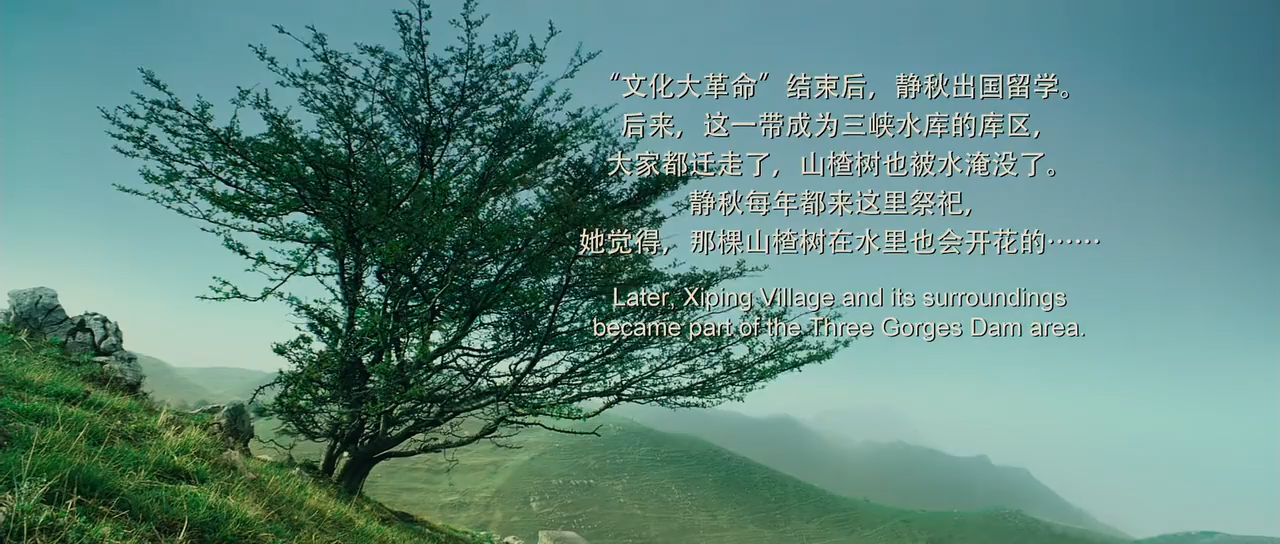 “文化大革命”结束后，静秋出国留学。
后来，这一带成为三峡水库的库区，
大家都迁走了，山楂树也被水淹没了。
静秋每年都来这里祭祀，
她觉得，那棵山楂树在水里也会开花的……
Later, Xiping Village and its surroundings
became part of the Three Gorges Dam area.